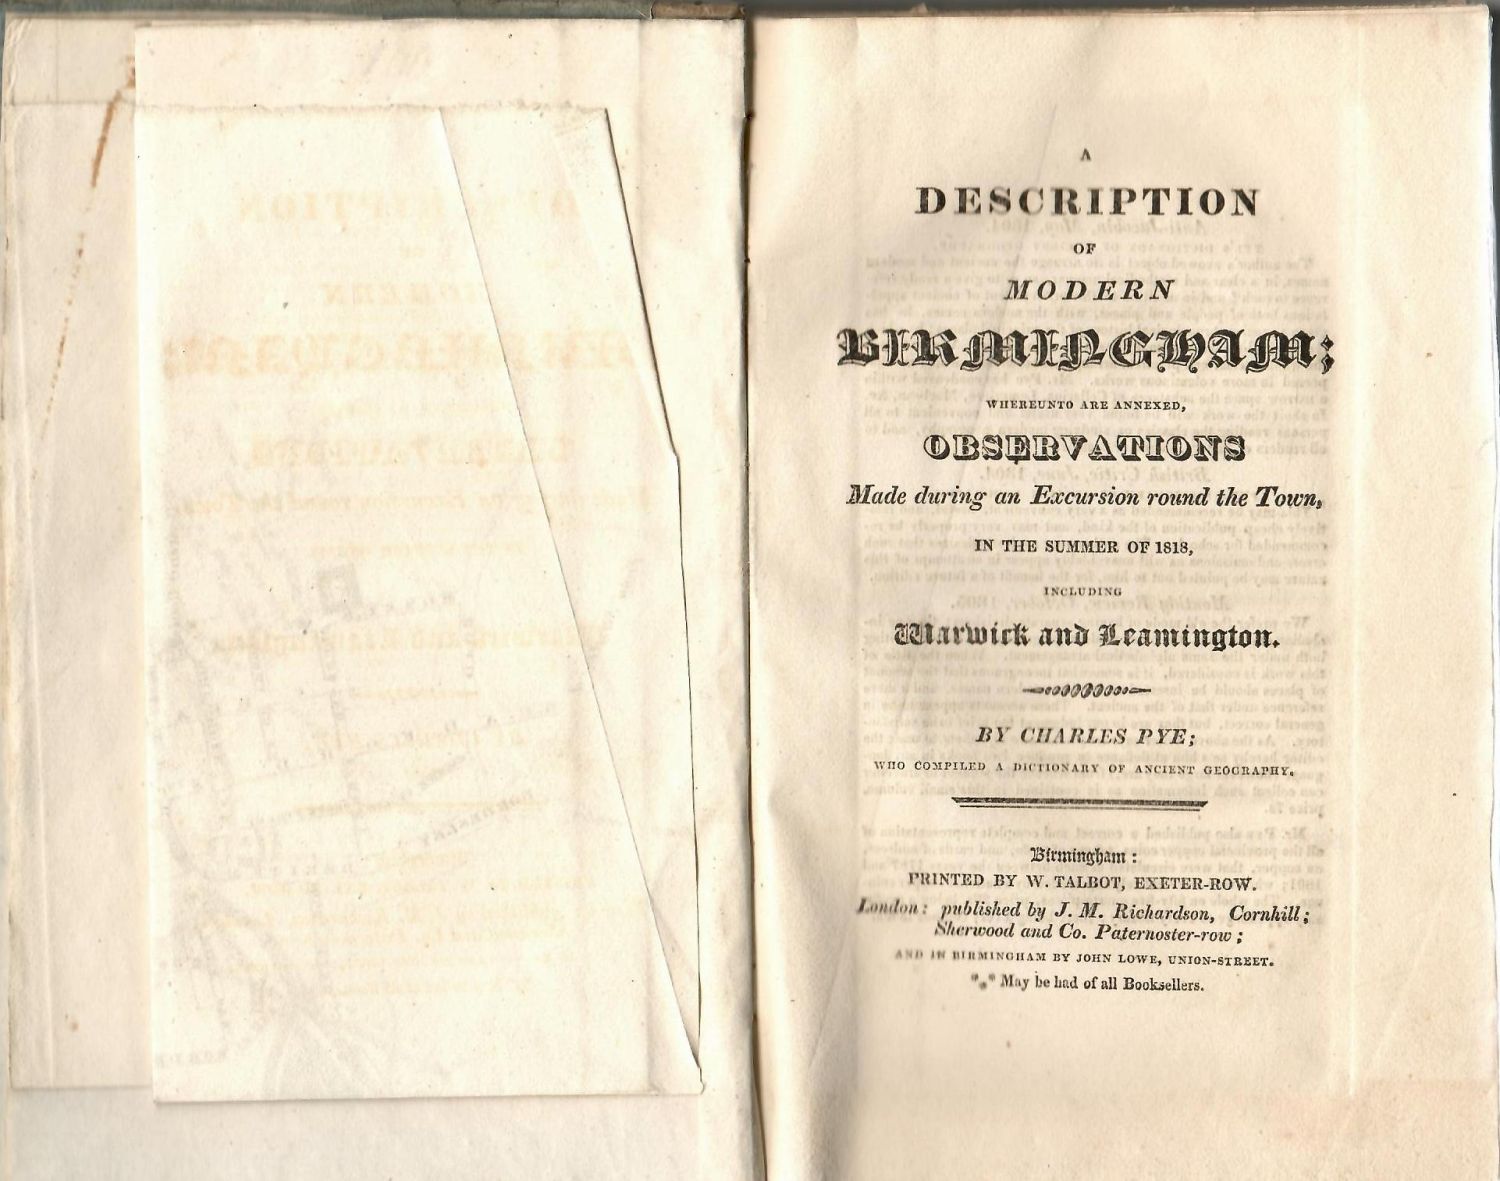 A
DESCRIPTION
OF
MODERN
BIRMINGHAM;
WHEREUNTO ARE ANNEXED,
OBSERVATIONS
Made during an Excursion round the Town,
IN THE SUMMER OF 1818,
INCLUDING
Warwick and Leamington.
BY CHARLES PYE;
WHO COMPILED A DICTIONARY OF ANCIENT GEOGRAPHY.
Birmingham:
PRINTED BY W. TALBOT, EXETER-ROW.
London: published by J. M. Richardson, Cornhill;
Sherwood and Co. Paternoster-row;
AND IN BIRMINGHAM BY JOHN LOWE, UNION-STREET.
*⁎* May be had of all Booksellers.